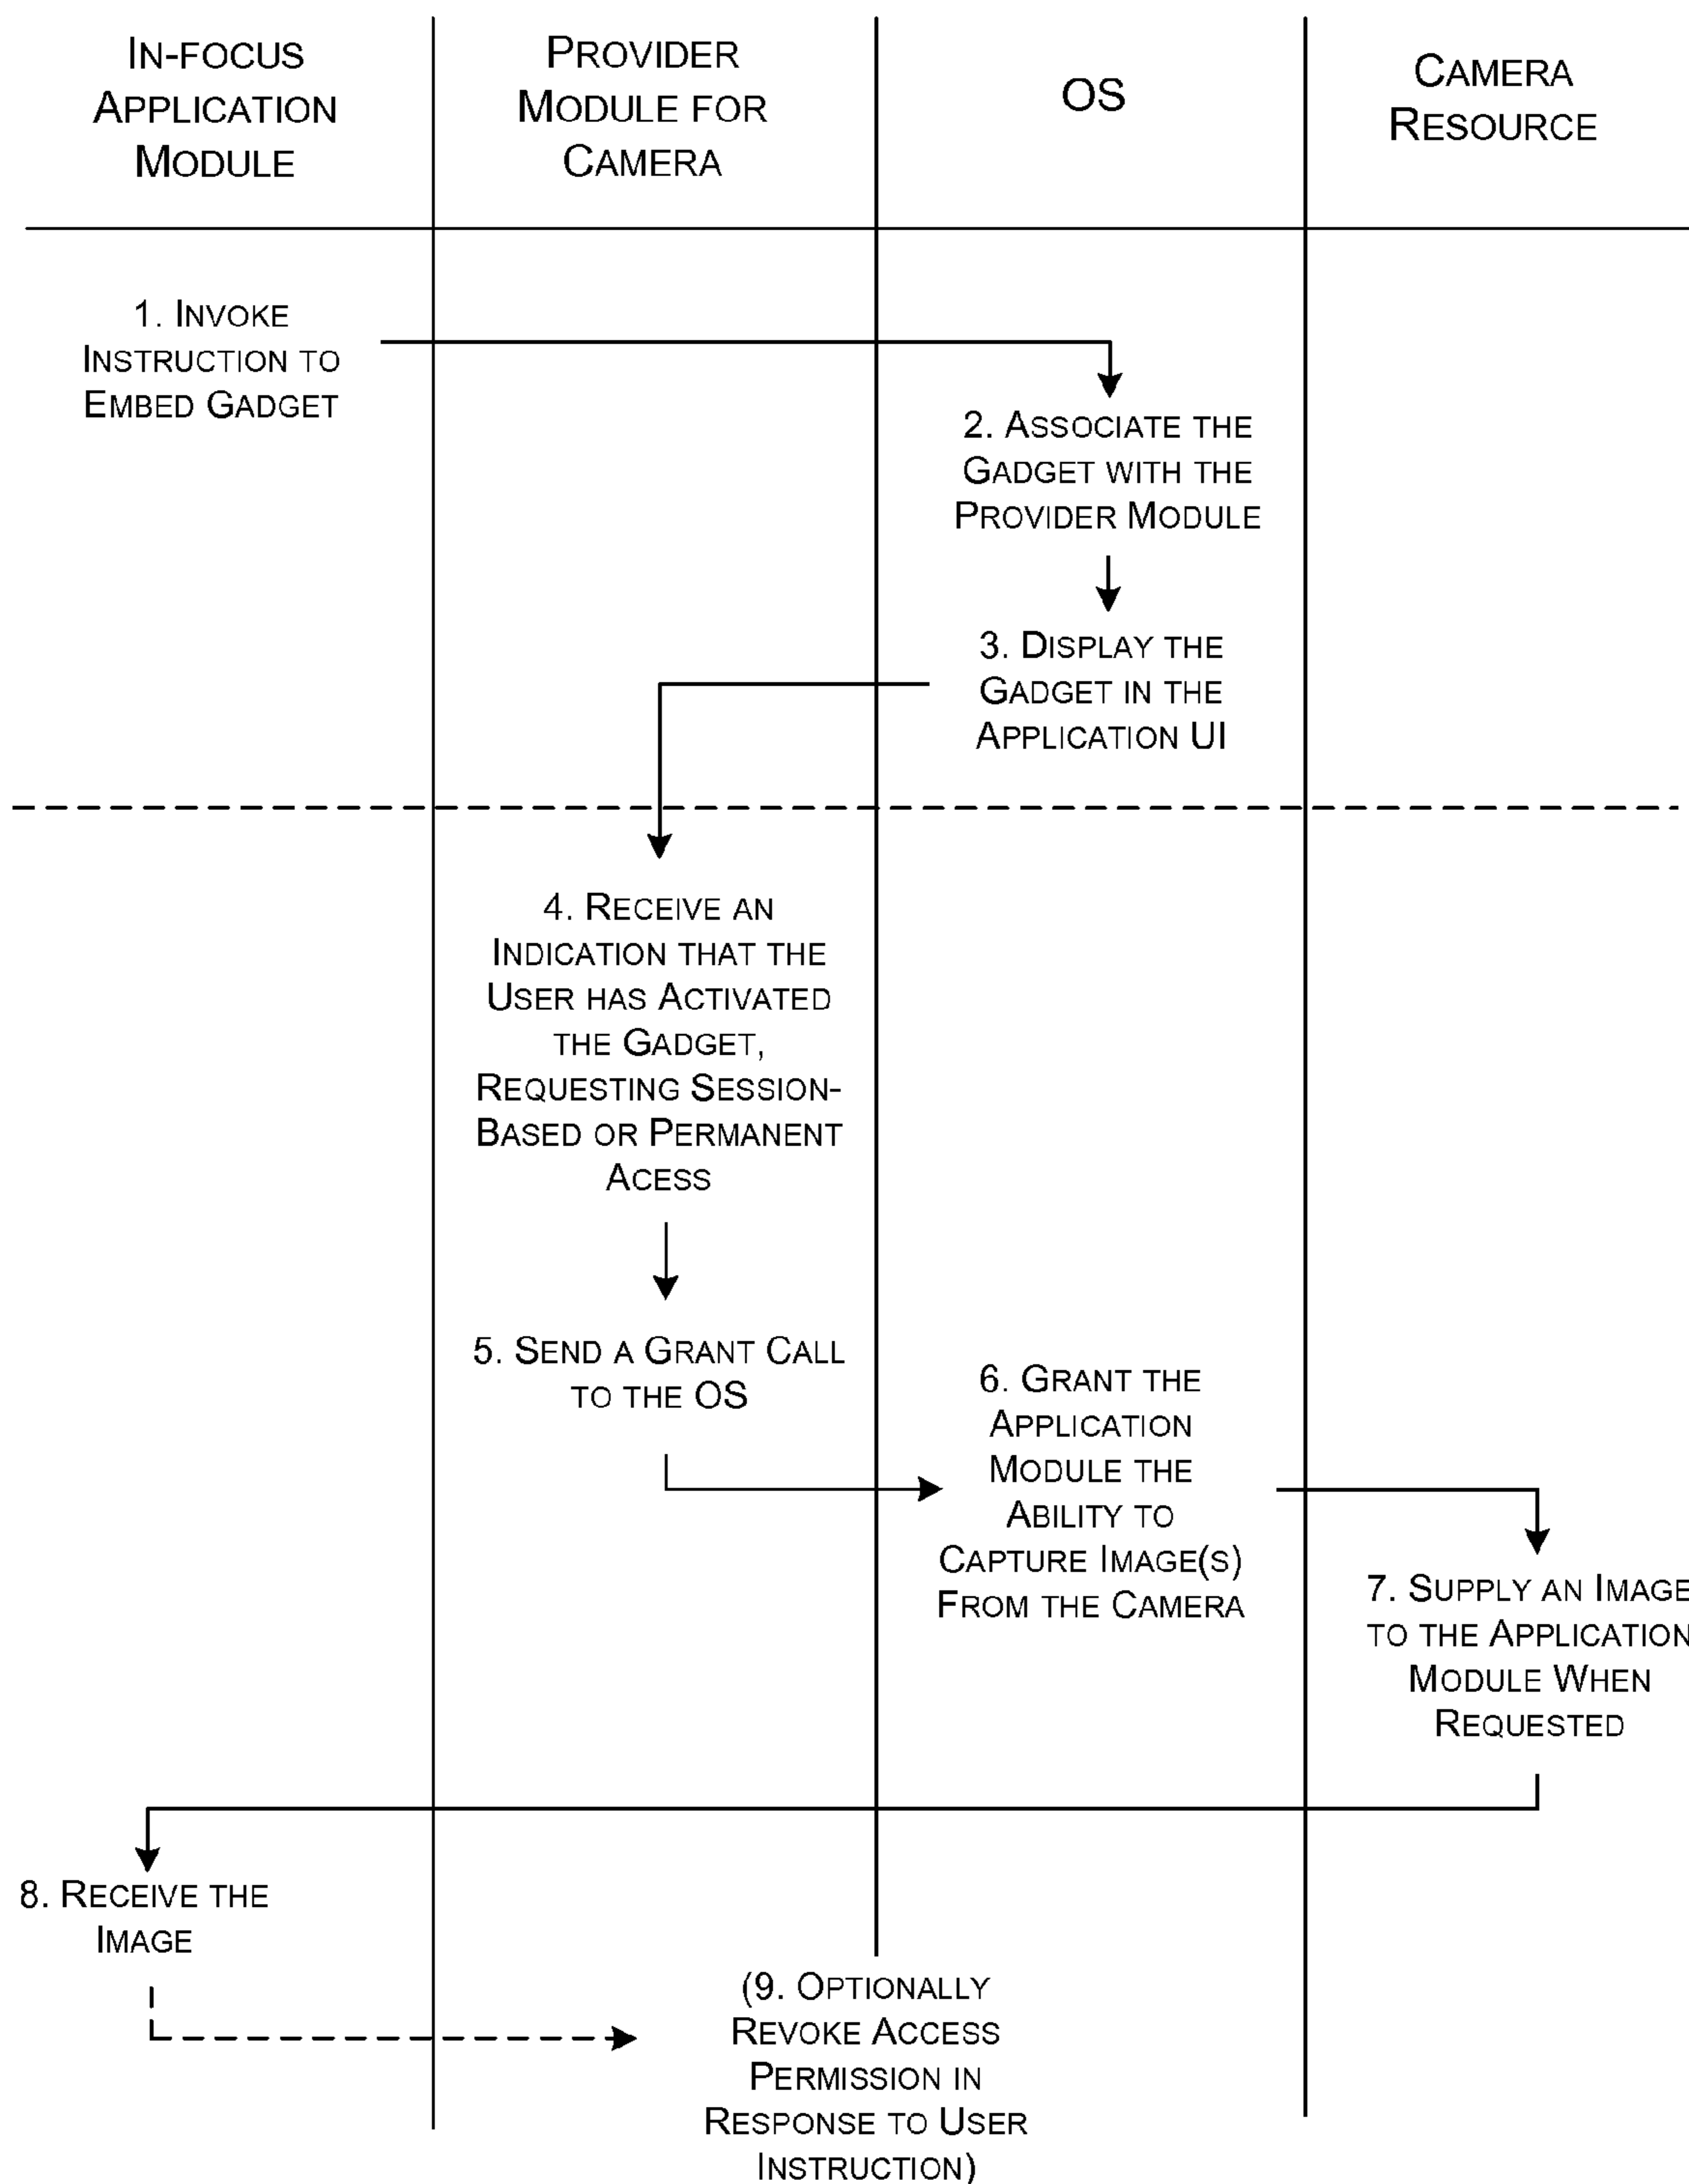 IN-FOCUS
APPLICATION
MODULE
PROVIDER
MODULE FOR
CAMERA
OS
CAMERA
RESOURCE
1. INVOKE
INSTRUCTION TO
EMBED GADGET
2. ASSOCIATE THE
GADGET WITH THE
PROVIDER MODULE
3. DISPLAY THE
GADGET IN THE
APPLICATION UI
4. RECEIVE AN
INDICATION THAT THE
USER HAS ACTIVATED
THE GADGET,
REQUESTING SESSION-
BASED OR PERMANENT
ACESS
5. SEND A GRANT CALL
TO THE OS
6. GRANT THE
APPLICATION
MODULE THE
ABILITY TO
CAPTURE IMAGE(S)
FROM THE CAMERA
7. SUPPLY AN IMAGE
TO THE APPLICATION
MODULE WHEN
REQUESTED
8. RECEIVE THE
IMAGE
(9. OPTIONALLY
REVOKE ACCESS
PERMISSION IN
RESPONSE TO USER
INSTRUCTION)